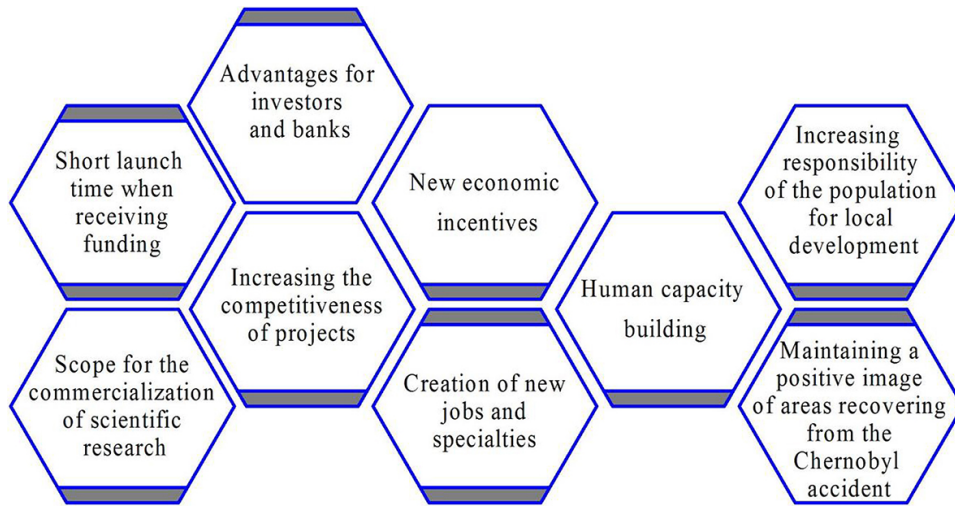 Advantages for
investors
and banks
Short launch
time when
receiving
funding
New economic
incentives
Increasing
responsibility
of the population
for local
development
Increasing the
competitiveness
of projects
Human capacity
building
Scope for the
commercialization
of scientific
research
Creation of new
jobs and
specialties
Maintaining a
positive image
of areas recovering
from the
Chernobyl
accident